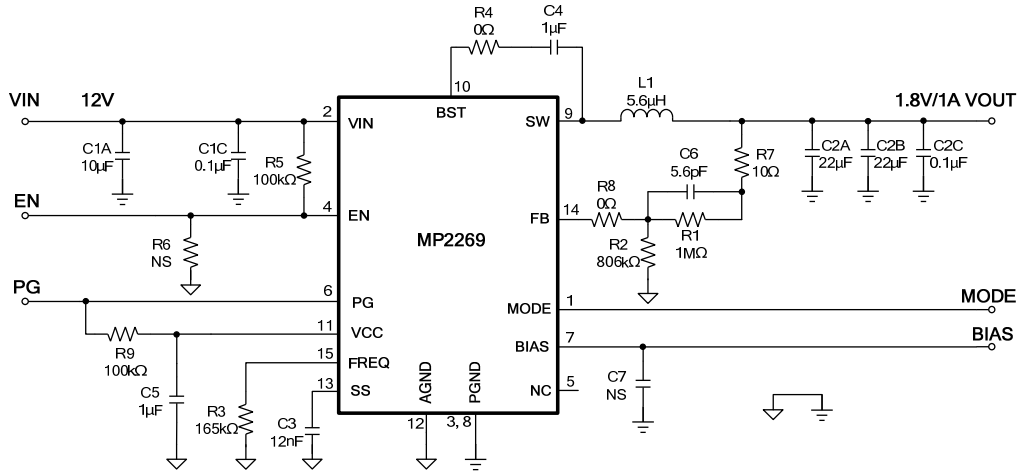 R4
0Ω
C4
1µF
10
BST
VIN
12V
2
VIN
SW
9
L1
5.6µH
1.8V/1A VOUT
C1A
10µF
C1C
0.1µF
R5
100kΩ
C6
5.6pF
R7
10Ω
C2A
22µF
C2B
22µF
C2C
0.1µF
EN
4
EN
R6
NS
MP2269
FB
14
R8
0Ω
R2
806kΩ
R1
1MΩ
PG
6
PG
MODE
1
MODE
11
VCC
BIAS
7
BIAS
R9
100kΩ
15
FREQ
13
SS
NC
5
C5
1µF
R3
165kΩ
C3
12nF
AGND
PGND
12
3, 8
C7
NS